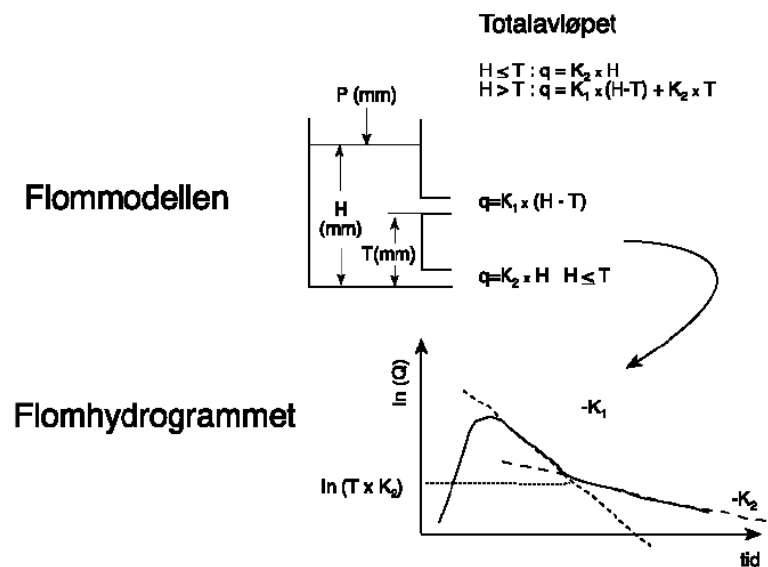 Totalavløpet
H ≤ T : q = K₂ x H
H > T : q = K₁ x (H-T) + K₂ x T
P (mm)
Flommodellen
H
(mm)
T(mm)
q=K₁ x (H - T)
q=K₂ x H H ≤ T
Flomhydrogrammet
ln (Q)
-K₁
ln (T x K₂)
-K₂
tid